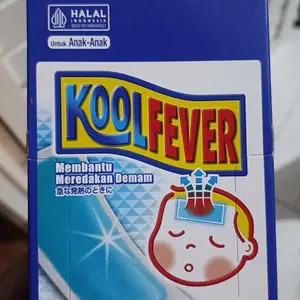 HALAL
INDONESIA
Untuk Anak-Anak
KOOLFEVER
Membantu
Meredakan Demam
急な発熱のときに